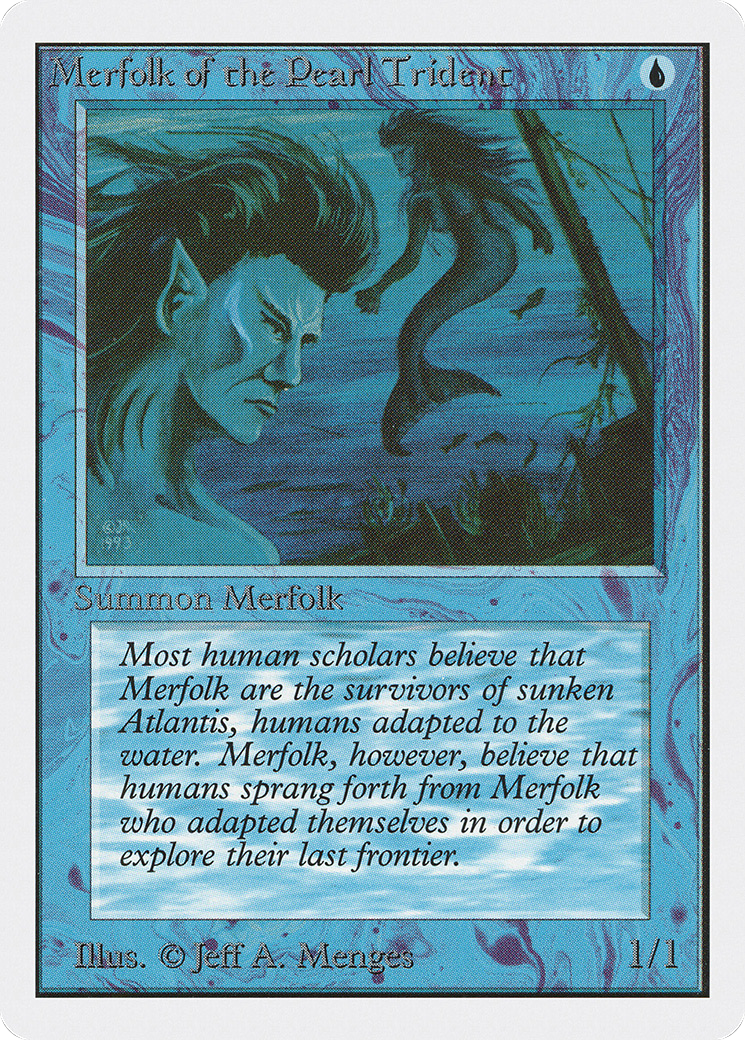 Merfolk of the Pearl Trident
©JM
1993
Summon Merfolk
Most human scholars believe that
Merfolk are the survivors of sunken
Atlantis, humans adapted to the
water.  Merfolk, however, believe that
humans sprang forth from Merfolk
who adapted themselves in order to
explore their last frontier.
Illus. © Jeff A. Menges
1/1